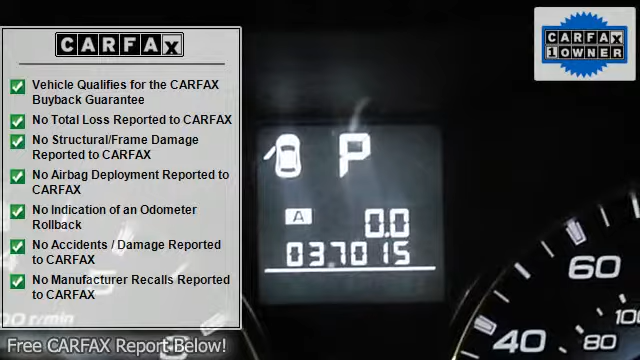 CARFAX
Vehicle Qualifies for the CARFAX
Buyback Guarantee
No Total Loss Reported to CARFAX
No Structural/Frame Damage
Reported to CARFAX
No Airbag Deployment Reported to
CARFAX
No Indication of an Odometer
Rollback
No Accidents / Damage Reported
to CARFAX
No Manufacturer Recalls Reported
to CARFAX
Free CARFAX Report Below!
CARFAX
1 OWNER
P
A 0.0
037015
r/min
40
60
80
100